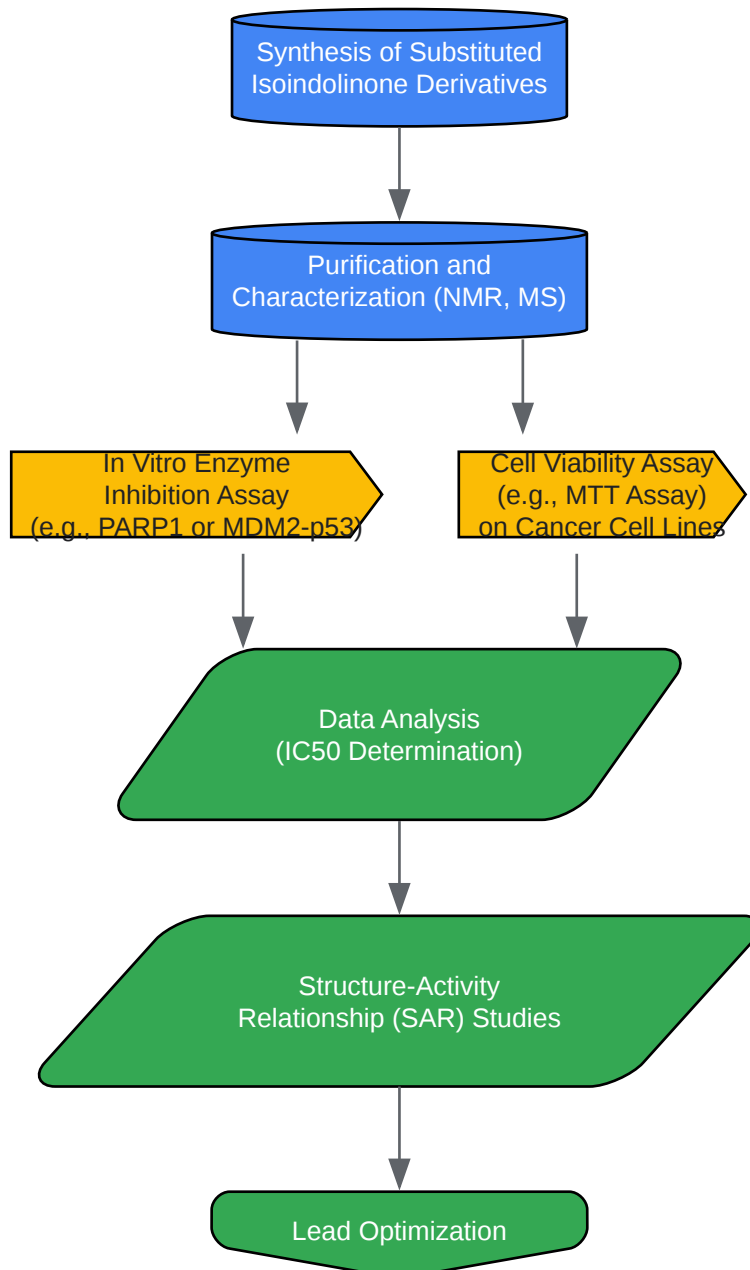 Synthesis of Substituted
Isoindolinone Derivatives
Purification and
Characterization (NMR, MS)
In Vitro Enzyme
Inhibition Assay
(e.g., PARP1 or MDM2-p53)
Cell Viability Assay
(e.g., MTT Assay)
on Cancer Cell Lines
Data Analysis
(IC50 Determination)
Structure-Activity
Relationship (SAR) Studies
Lead Optimization